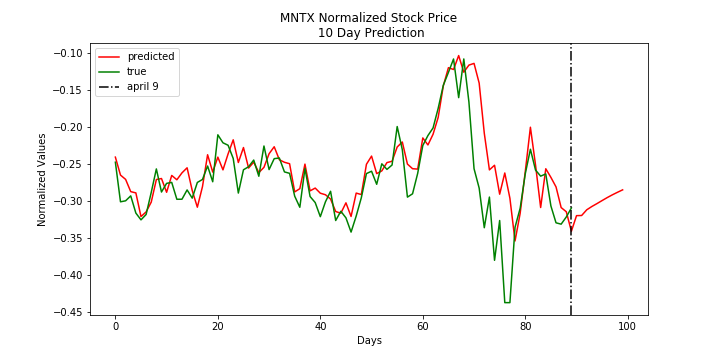 MNTX Normalized Stock Price
10 Day Prediction
predicted
true
april 9
Normalized Values
−0.10
−0.15
−0.20
−0.25
−0.30
−0.35
−0.40
−0.45
0 20 40 60 80 100
Days